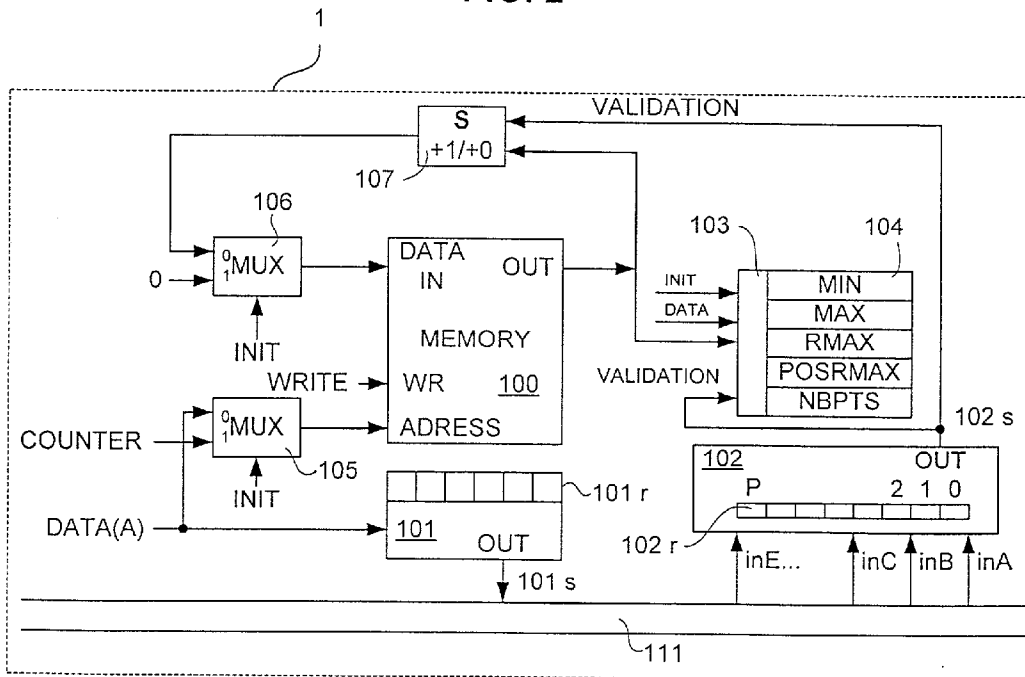 1
VALIDATION
S
+1/+0
107
106
0
0 1 MUX
INIT
DATA IN
OUT
MEMORY
WRITE
WR
100
ADRESS
COUNTER
0 1 MUX
105
INIT
DATA(A)
101
OUT
101 r
101 s
103
104
INIT
DATA
VALIDATION
MIN
MAX
RMAX
POSRMAX
NBPTS
102 s
102
OUT
P
2 1 0
102 r
inE...
inC
inB
inA
111